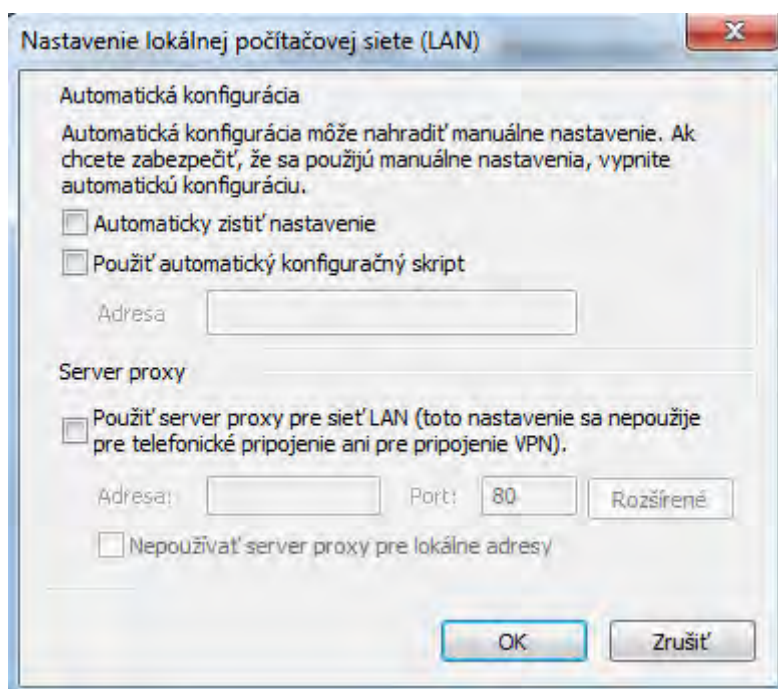 Nastavenie lokálnej počítačovej siete (LAN)
Automatická konfigurácia
Automatická konfigurácia môže nahradiť manuálne nastavenie. Ak
chcete zabezpečiť, že sa použijú manuálne nastavenia, vypnite
automatickú konfiguráciu.
Automaticky zistiť nastavenie
Použiť automatický konfiguračný skript
Adresa
Server proxy
Použiť server proxy pre sieť LAN (toto nastavenie sa nepoužije
pre telefonické pripojenie ani pre pripojenie VPN).
Adresa: Port: 80 Rozšírené
Nepoužívať server proxy pre lokálne adresy
OK Zrušiť